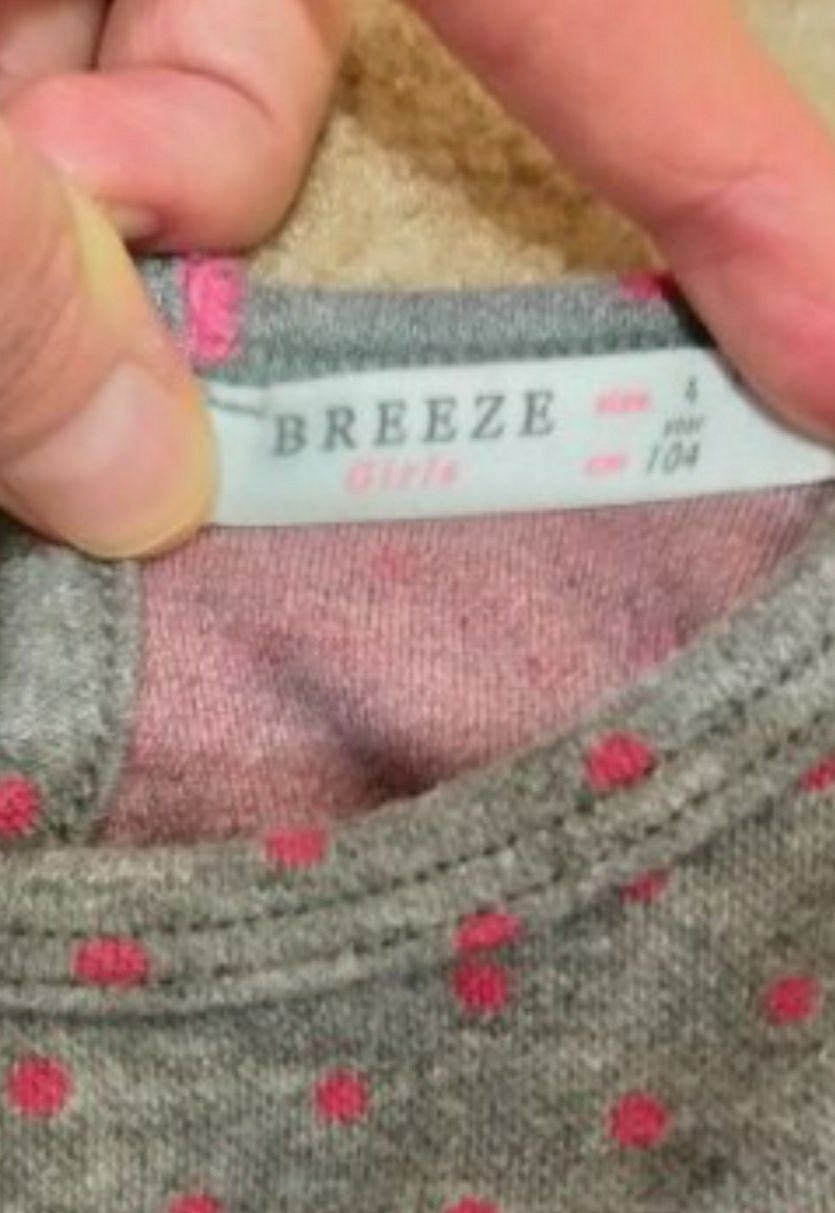 BREEZE
Girls
size 4
year
cm 104